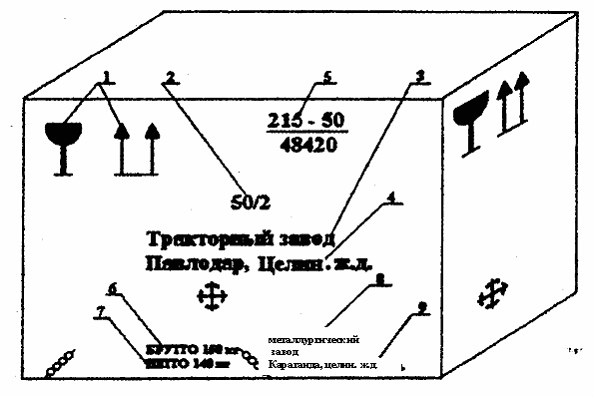 1 2 5 3
215 - 50
48420
50/2
4
Тракторный завод
Павлодар, Целин. ж.д.
6 8
7 9
БРУТТО 150 кг
НЕТТО 140 кг
металлургический
завод
Караганда, целин. ж.д.